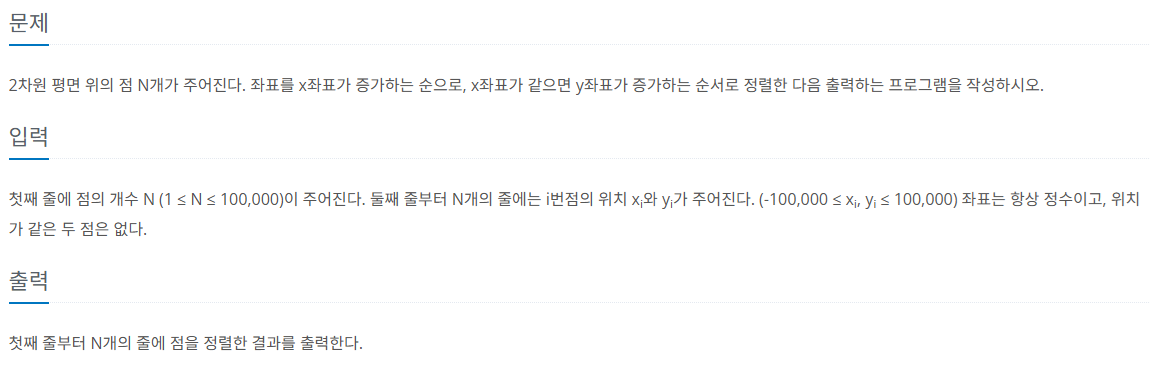 문제
2차원 평면 위의 점 N개가 주어진다. 좌표를 x좌표가 증가하는 순으로, x좌표가 같으면 y좌표가 증가하는 순서로 정렬한 다음 출력하는 프로그램을 작성하시오.
입력
첫째 줄에 점의 개수 N (1 ≤ N ≤ 100,000)이 주어진다. 둘째 줄부터 N개의 줄에는 i번점의 위치 xi와 yi가 주어진다. (-100,000 ≤ xi, yi ≤ 100,000) 좌표는 항상 정수이고, 위치
가 같은 두 점은 없다.
출력
첫째 줄부터 N개의 줄에 점을 정렬한 결과를 출력한다.